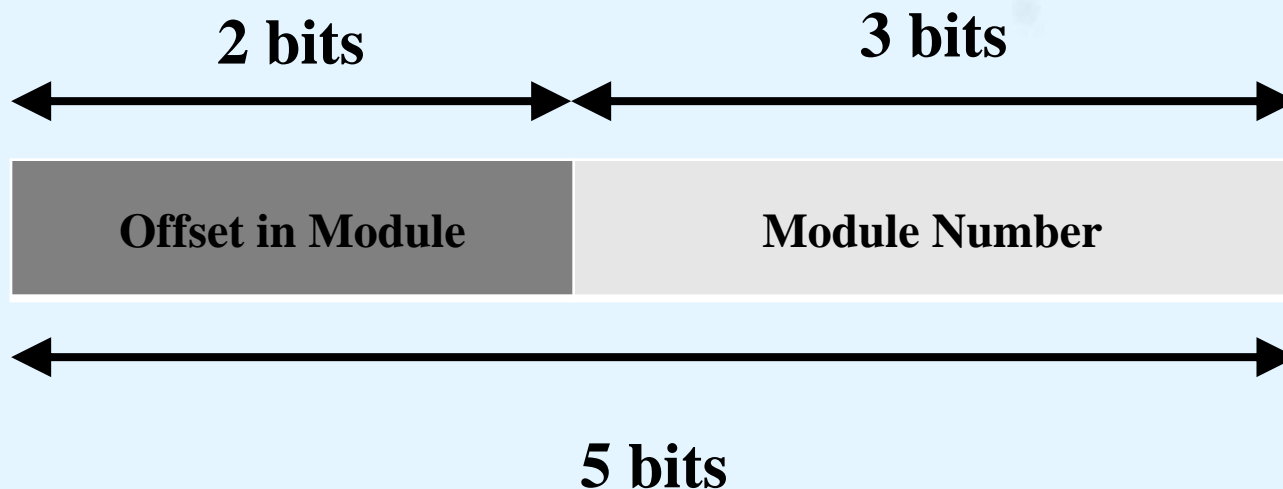 2 bits
3 bits
Offset in Module
Module Number
5 bits